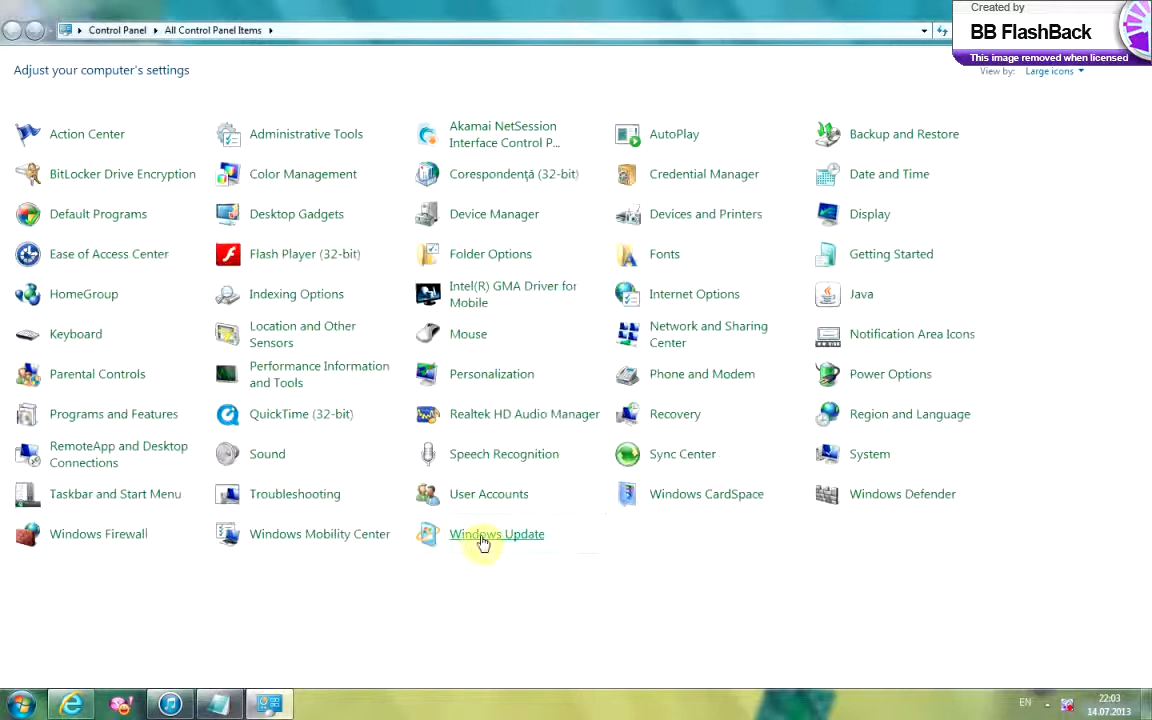 Created by
BB FlashBack
This image removed when licensed
Control Panel
All Control Panel Items
Adjust your computer's settings
View by:
Large icons
Action Center
Administrative Tools
Akamai NetSession
Interface Control P...
AutoPlay
Backup and Restore
BitLocker Drive Encryption
Color Management
Corespondenţă (32-bit)
Credential Manager
Date and Time
Default Programs
Desktop Gadgets
Device Manager
Devices and Printers
Display
Ease of Access Center
Flash Player (32-bit)
Folder Options
Fonts
Getting Started
HomeGroup
Indexing Options
Intel(R) GMA Driver for
Mobile
Internet Options
Java
Keyboard
Location and Other
Sensors
Mouse
Network and Sharing
Center
Notification Area Icons
Parental Controls
Performance Information
and Tools
Personalization
Phone and Modem
Power Options
Programs and Features
QuickTime (32-bit)
Realtek HD Audio Manager
Recovery
Region and Language
RemoteApp and Desktop
Connections
Sound
Speech Recognition
Sync Center
System
Taskbar and Start Menu
Troubleshooting
User Accounts
Windows CardSpace
Windows Defender
Windows Firewall
Windows Mobility Center
Windows Update
EN
22:03
14.07.2013